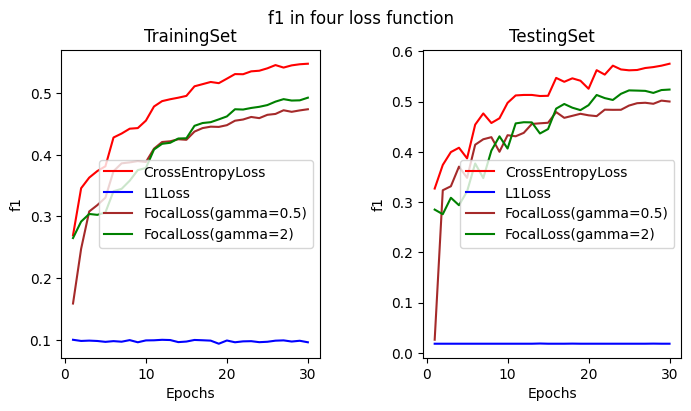 f1 in four loss function
TrainingSet
f1
0.5
0.4
0.3
0.2
0.1
0
10
20
30
Epochs
CrossEntropyLoss
L1Loss
FocalLoss(gamma=0.5)
FocalLoss(gamma=2)
TestingSet
f1
0.6
0.5
0.4
0.3
0.2
0.1
0.0
0
10
20
30
Epochs
CrossEntropyLoss
L1Loss
FocalLoss(gamma=0.5)
FocalLoss(gamma=2)